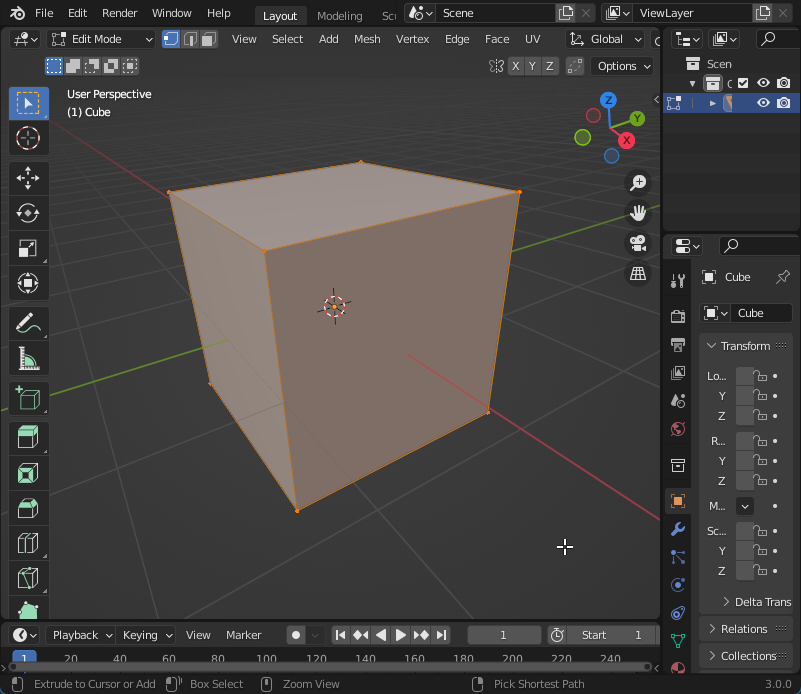 File Edit Render Window Help Layout Modeling Sc Scene ViewLayer
Edit Mode View Select Add Mesh Vertex Edge Face UV Global
X Y Z Options
User Perspective
(1) Cube
Z
Y
X
Scen
C
Cube
Cube
Transform
Lo...
Y
Z
R...
Y
Z
M...
Sc...
Y
Z
Delta Trans
Relations
Collections
Playback Keying View Marker 1 Start 1
1 20 40 60 80 100 120 140 160 180 200 220 240
Extrude to Cursor or Add Box Select Zoom View Pick Shortest Path 3.0.0